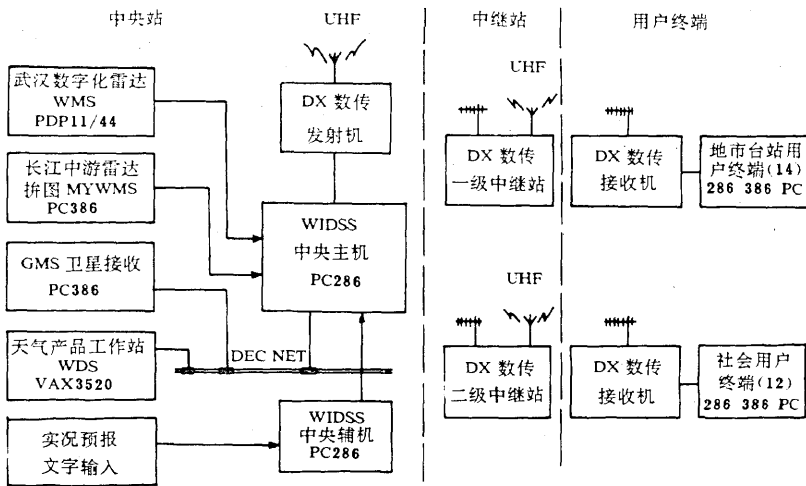 中央站
UHF
中继站
用户终端
武汉数字化雷达
WMS
PDP11/44
长江中游雷达
拼图 MYWMS
PC386
GMS 卫星接收
PC386
天气产品工作站
WDS
VAX3520
实况预报
文字输入
DX 数传
发射机
WIDSS
中央主机
PC286
DEC NET
WIDSS
中央辅机
PC286
UHF
DX 数传
一级中继站
UHF
DX 数传
二级中继站
DX 数传
接收机
地市台站用
户终端(14)
286 386 PC
DX 数传
接收机
社会用户
终端(12)
286 386 PC